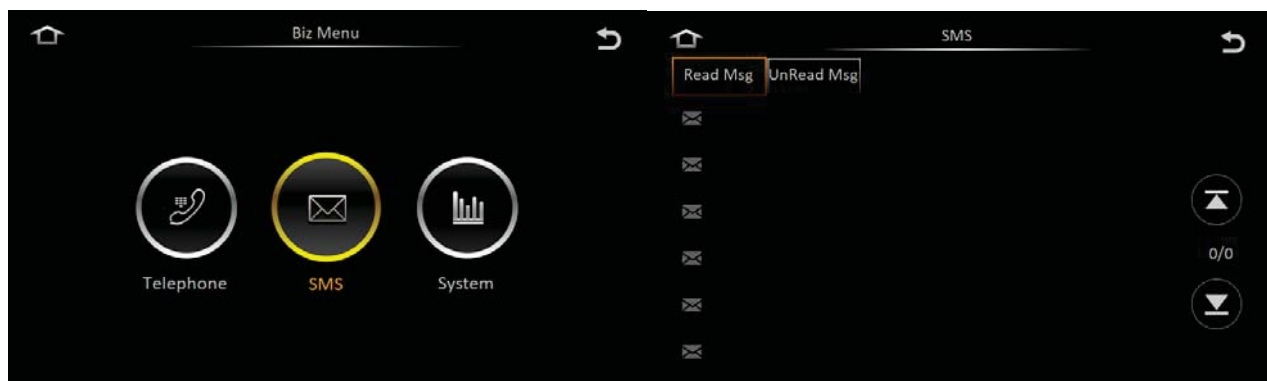 Biz Menu
Telephone
SMS
System
SMS
Read Msg
UnRead Msg
0/0